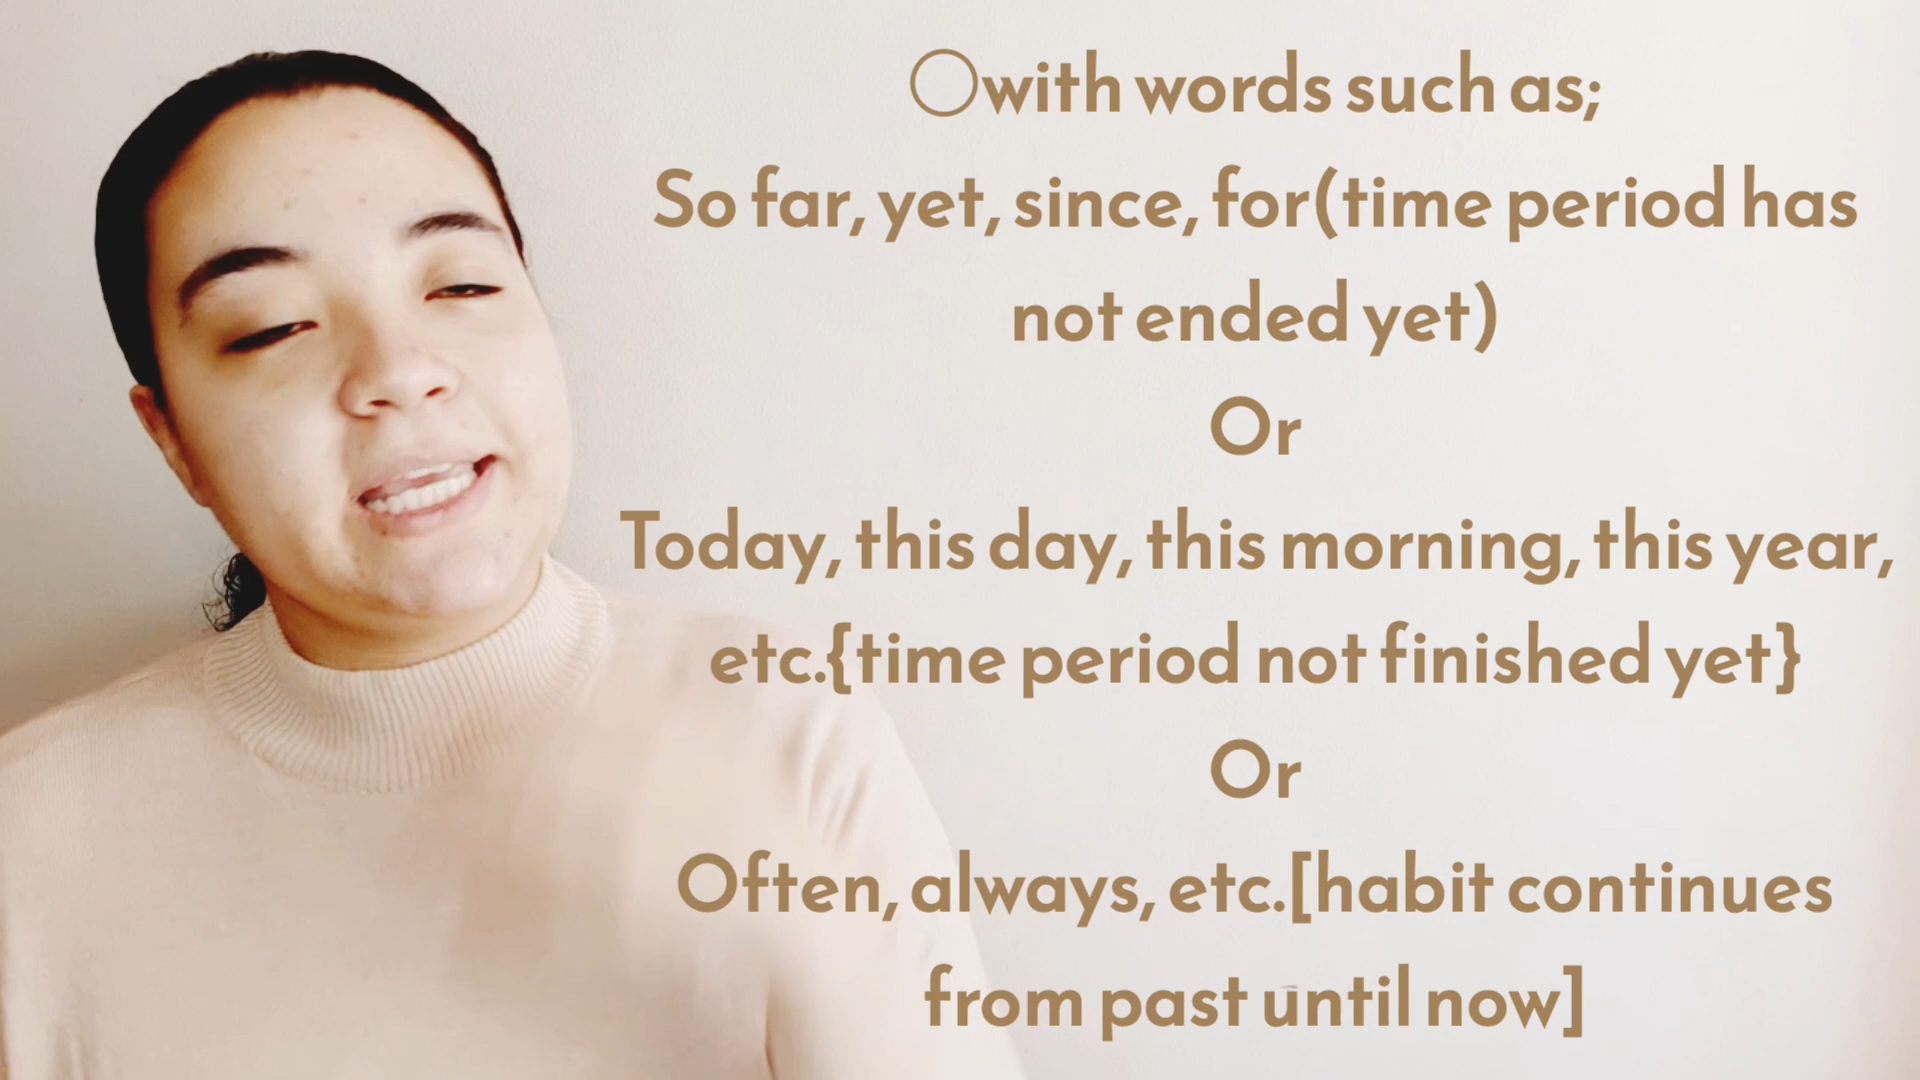 ◯with words such as;
So far, yet, since, for(time period has
not ended yet)
Or
Today, this day, this morning, this year,
etc.{time period not finished yet}
Or
Often, always, etc.[habit continues
from past until now]